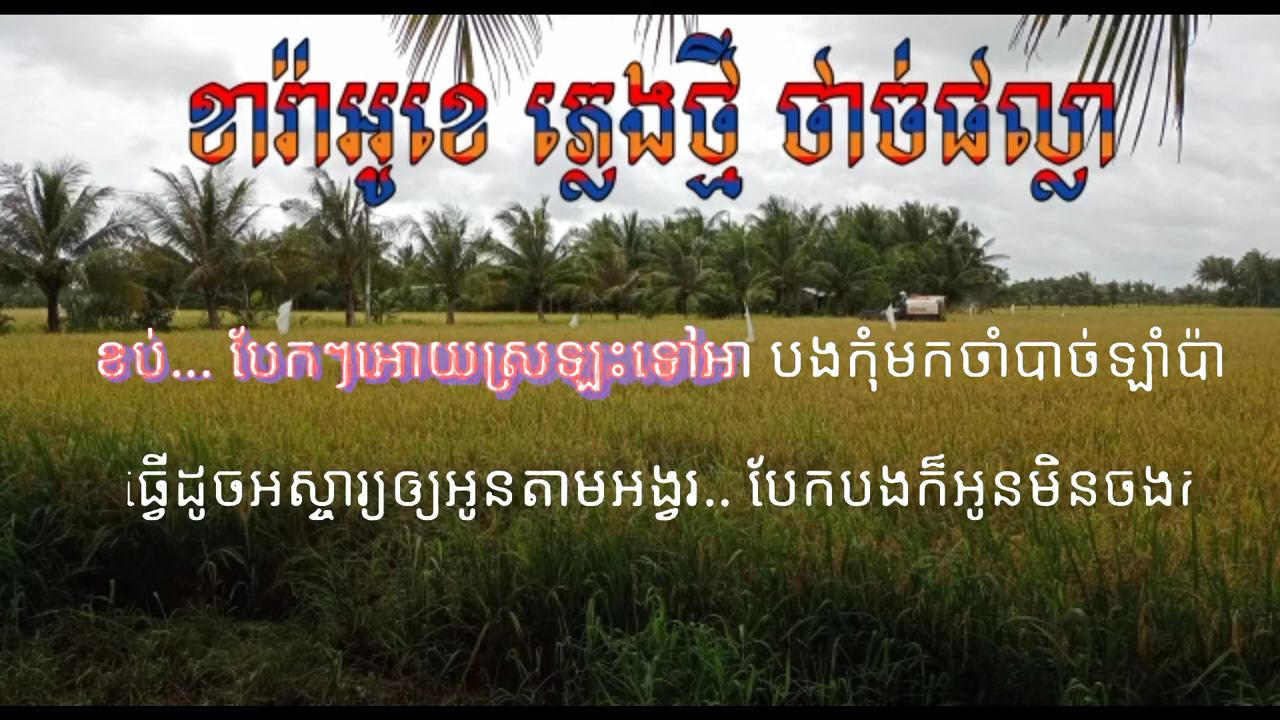 ខារ៉ាអូខេ ភ្លេងថ្មី ថាច់ផល្លា
ខប់... បែកៗអោយស្រឡះទៅអា បងកុំមកចាំបាច់ឡាំប៉ា
ធ្វើដូចអស្ចារ្យឲ្យអូនតាមអង្វរ.. បែកបងក៏អូនមិនចង